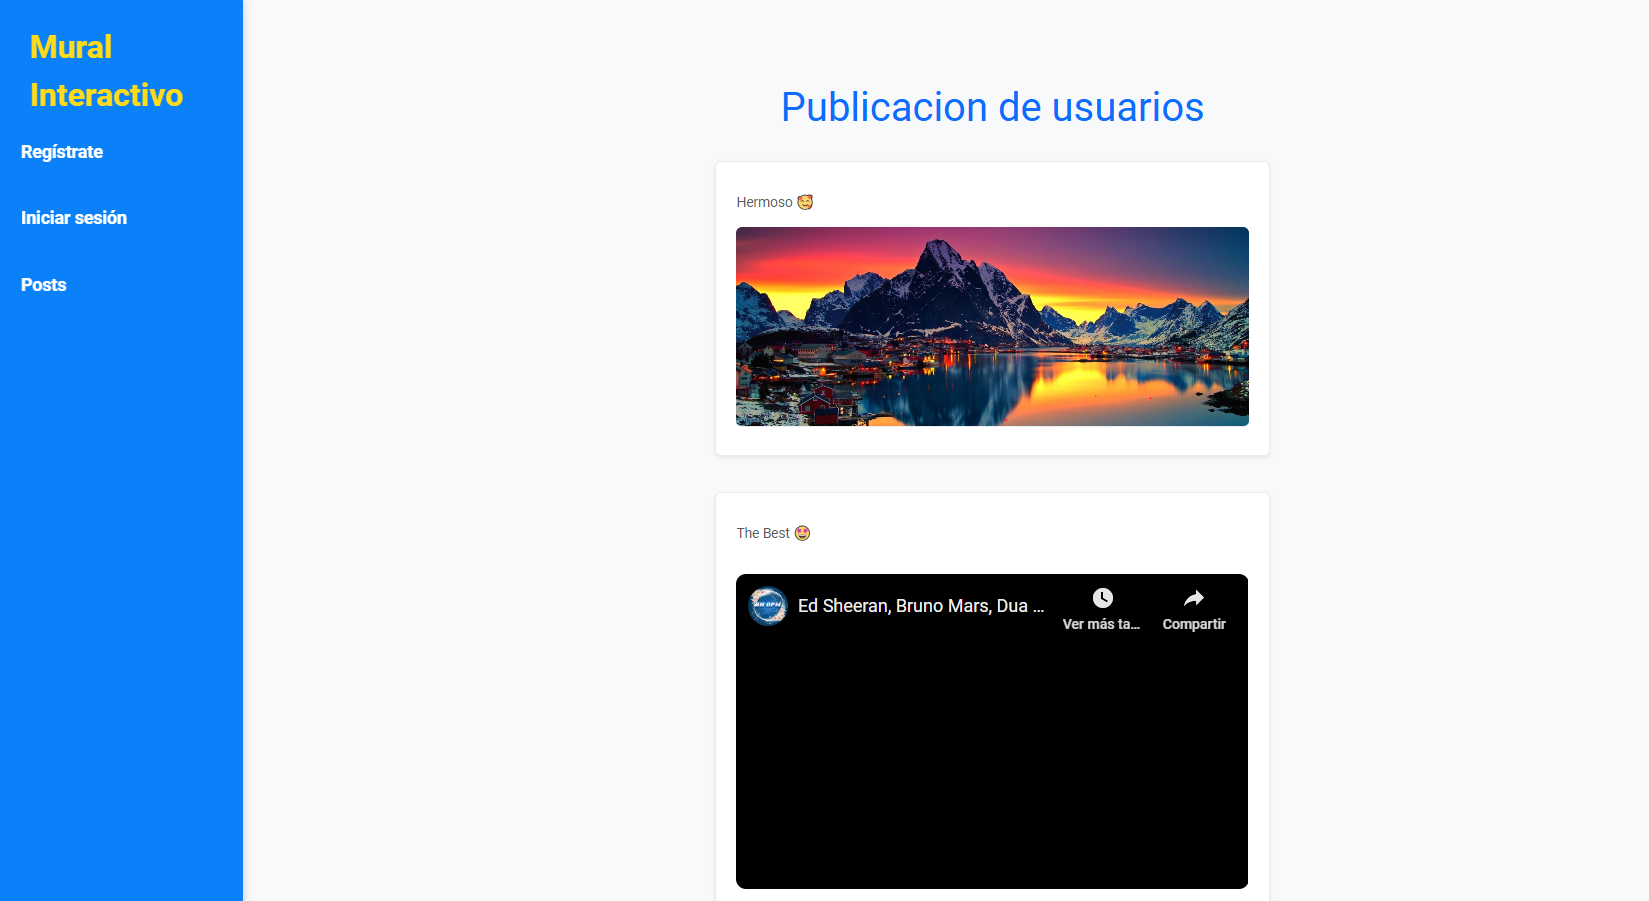 Mural
Interactivo
Regístrate
Iniciar sesión
Posts
Publicacion de usuarios
Hermoso 🥰
The Best 🤩
Ed Sheeran, Bruno Mars, Dua ...
Ver más ta...
Compartir